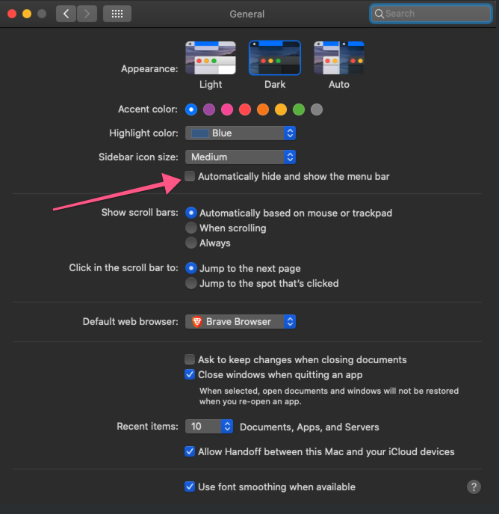 General
Search
Appearance:
Light Dark Auto
Accent color:
Highlight color: Blue
Sidebar icon size: Medium
Automatically hide and show the menu bar
Show scroll bars: Automatically based on mouse or trackpad
When scrolling
Always
Click in the scroll bar to: Jump to the next page
Jump to the spot that's clicked
Default web browser: Brave Browser
Ask to keep changes when closing documents
Close windows when quitting an app
When selected, open documents and windows will not be restored
when you re-open an app.
Recent items: 10 Documents, Apps, and Servers
Allow Handoff between this Mac and your iCloud devices
Use font smoothing when available ?